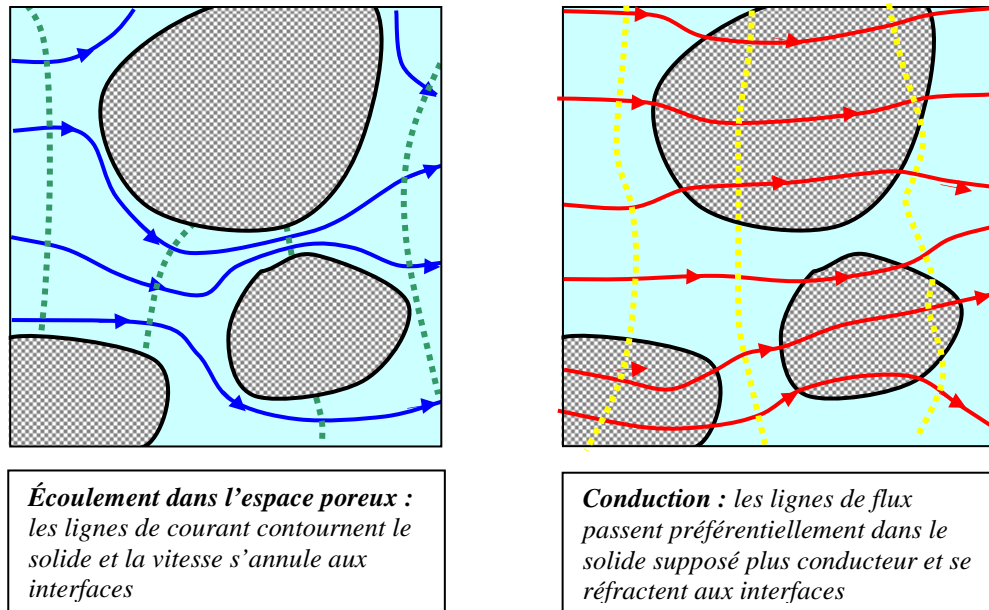 Écoulement dans l'espace poreux :
les lignes de courant contournent le
solide et la vitesse s'annule aux
interfaces
Conduction : les lignes de flux
passent préférentiellement dans le
solide supposé plus conducteur et se
réfractent aux interfaces